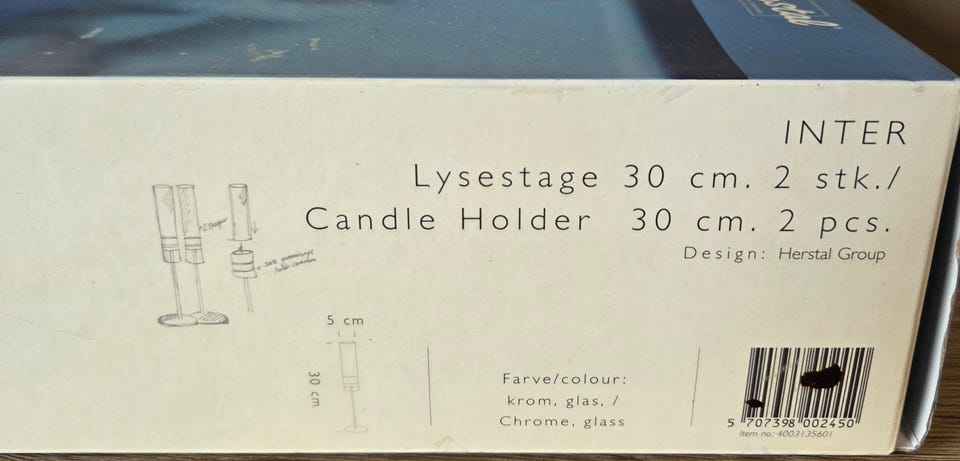 INTER
Lysestage 30 cm. 2 stk./
Candle Holder 30 cm. 2 pcs.
Design: Herstal Group
5 cm
30 cm
Farve/colour:
krom, glas, /
Chrome, glass
5 707398 002450
Item no.: 4003135601